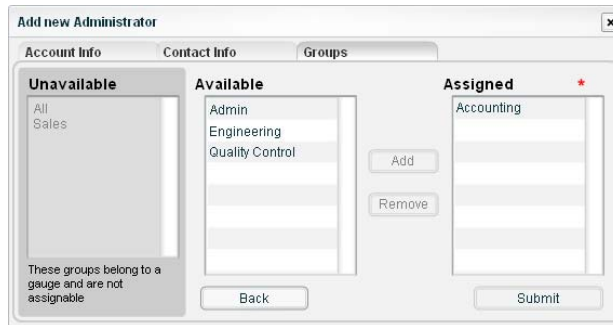 Add new Administrator
x
Account Info
Contact Info
Groups
Unavailable
All
Sales
These groups belong to a
gauge and are not
assignable
Available
Admin
Engineering
Quality Control
Back
Add
Remove
Assigned *
Accounting
Submit